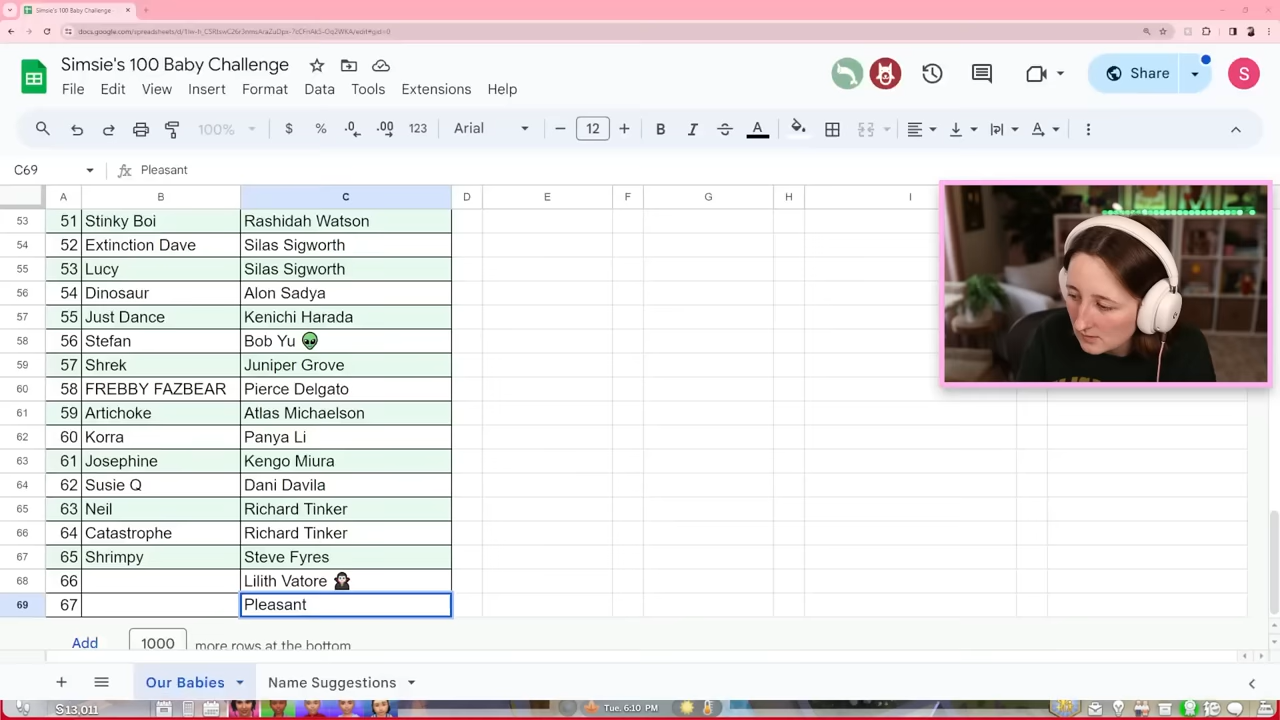 Simsie's 100 Baby Challenge
Simsie's 100 Baby Challenge
File Edit View Insert Format Data Tools Extensions Help
Share
S
100% $ % .0 .00 123 Arial 12 B I A
C69 Pleasant
A B C D E F G H I
53 51 Stinky Boi Rashidah Watson
54 52 Extinction Dave Silas Sigworth
55 53 Lucy Silas Sigworth
56 54 Dinosaur Alon Sadya
57 55 Just Dance Kenichi Harada
58 56 Stefan Bob Yu 👽
59 57 Shrek Juniper Grove
60 58 FREBBY FAZBEAR Pierce Delgato
61 59 Artichoke Atlas Michaelson
62 60 Korra Panya Li
63 61 Josephine Kengo Miura
64 62 Susie Q Dani Davila
65 63 Neil Richard Tinker
66 64 Catastrophe Richard Tinker
67 65 Shrimpy Steve Fyres
68 66 Lilith Vatore 🧛🏻‍♀️
69 67 Pleasant
Add 1000 more rows at the bottom
Our Babies Name Suggestions
§13,011 Tue. 6:10 PM